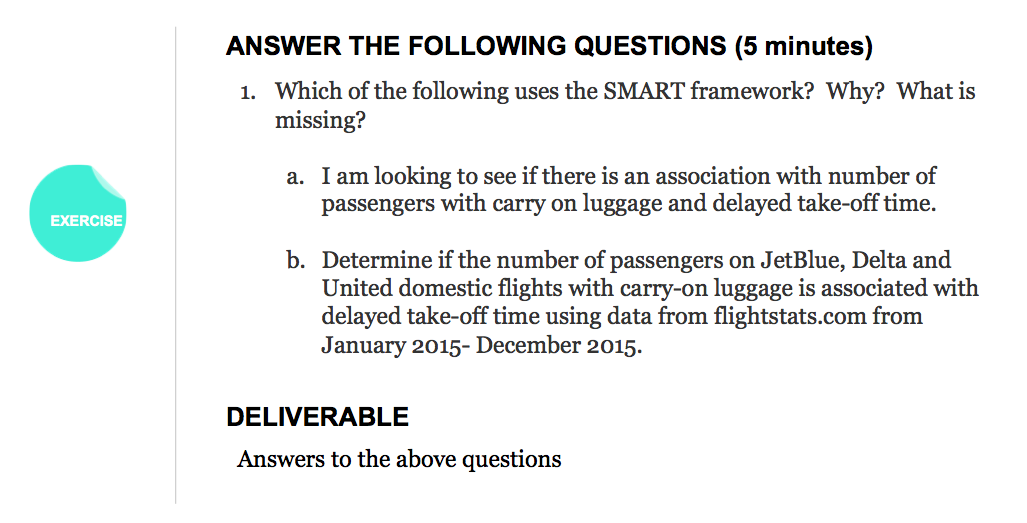 ANSWER THE FOLLOWING QUESTIONS (5 minutes)
1. Which of the following uses the SMART framework? Why? What is
missing?
a. I am looking to see if there is an association with number of
passengers with carry on luggage and delayed take-off time.
EXERCISE
b. Determine if the number of passengers on JetBlue, Delta and
United domestic flights with carry-on luggage is associated with
delayed take-off time using data from flightstats.com from
January 2015- December 2015.
DELIVERABLE
Answers to the above questions